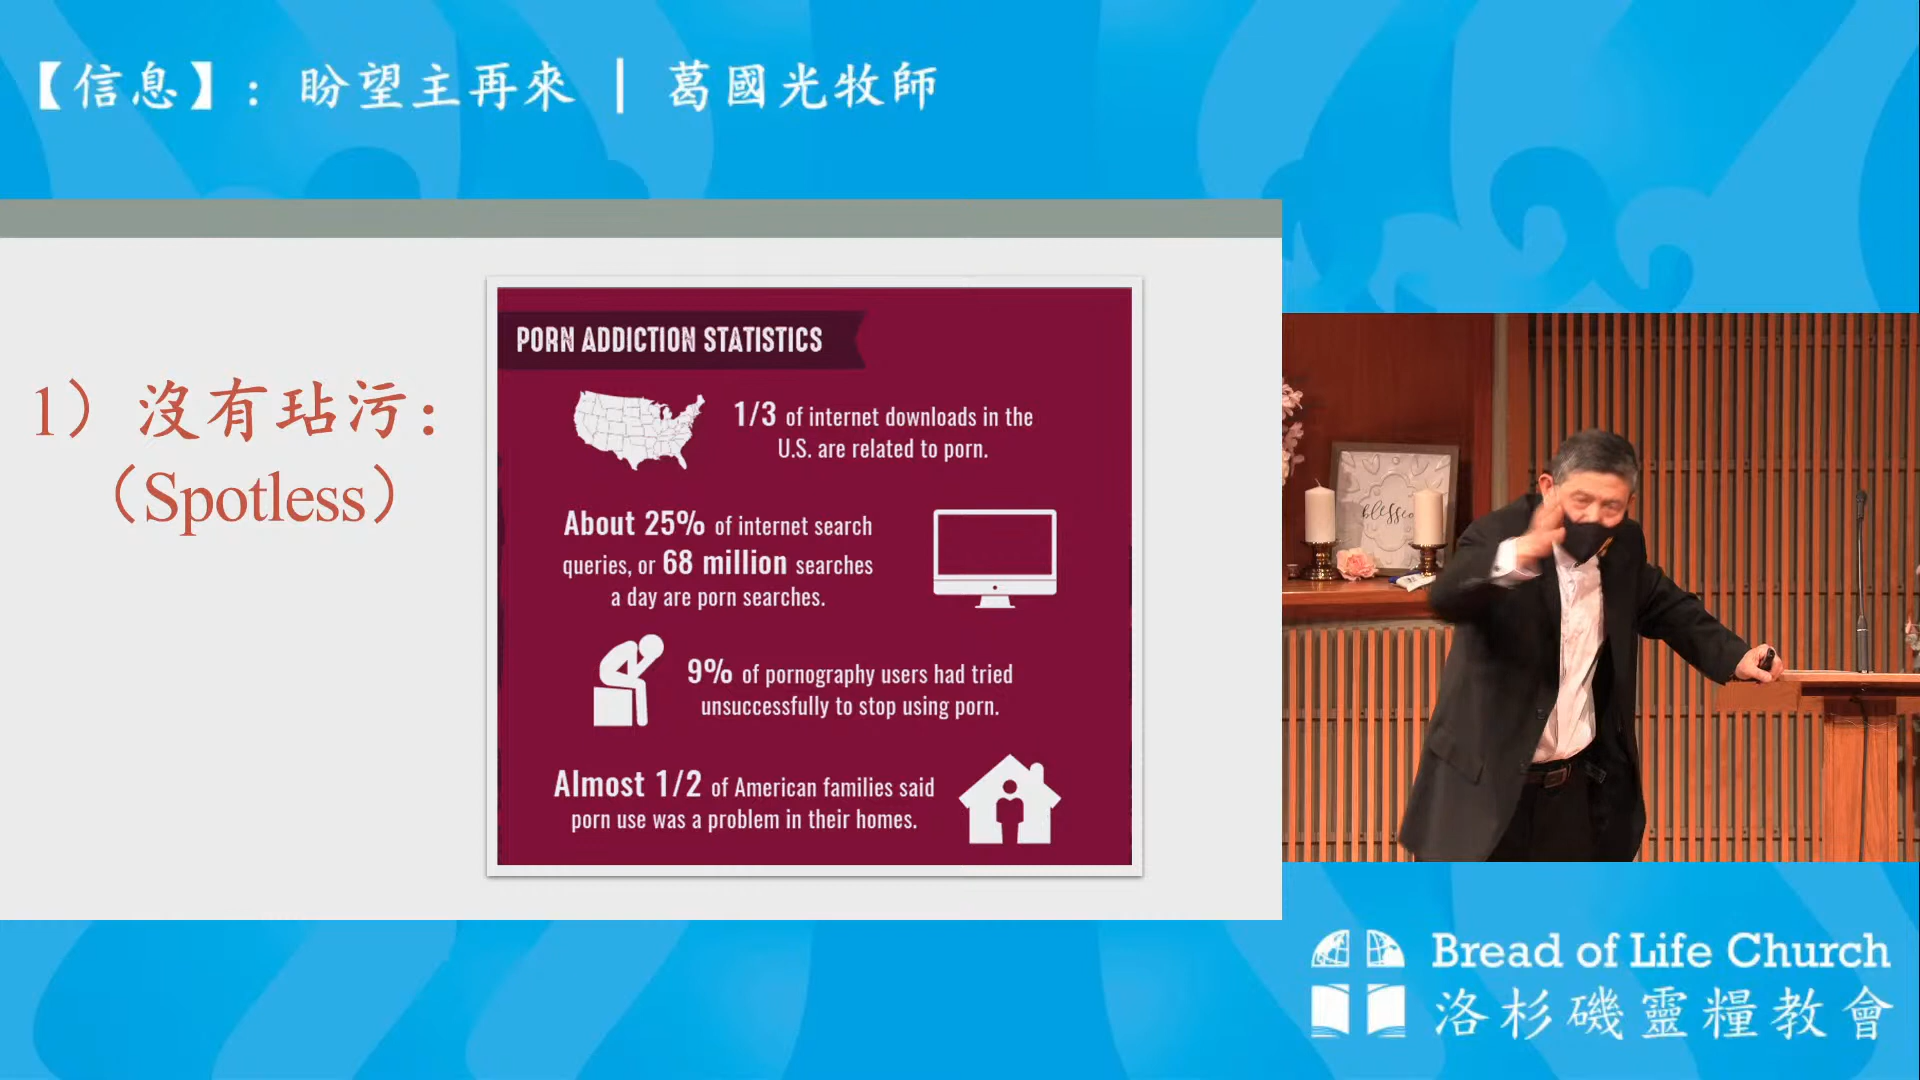 【信息】：盼望主再來 | 葛國光牧師
1）沒有玷污：
（Spotless）
PORN ADDICTION STATISTICS
1/3 of internet downloads in the
U.S. are related to porn.
About 25% of internet search
queries, or 68 million searches
a day are porn searches.
9% of pornography users had tried
unsuccessfully to stop using porn.
Almost 1/2 of American families said
porn use was a problem in their homes.
blessed
Bread of Life Church
洛杉磯靈糧教會